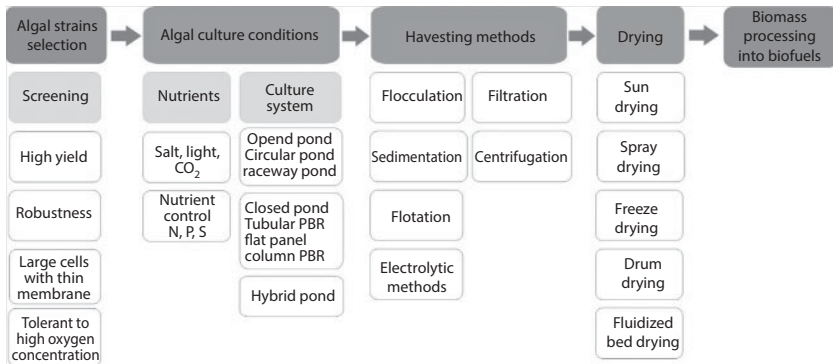 Algal strains
selection
Algal culture conditions
Havesting methods
Drying
Biomass
processing
into biofuels
Screening
High yield
Robustness
Large cells
with thin
membrane
Tolerant to
high oxygen
concentration
Nutrients
Salt, light,
CO₂
Nutrient
control
N, P, S
Culture
system
Opend pond
Circular pond
raceway pond
Closed pond
Tubular PBR
flat panel
column PBR
Hybrid pond
Flocculation
Sedimentation
Flotation
Electrolytic
methods
Filtration
Centrifugation
Sun
drying
Spray
drying
Freeze
drying
Drum
drying
Fluidized
bed drying